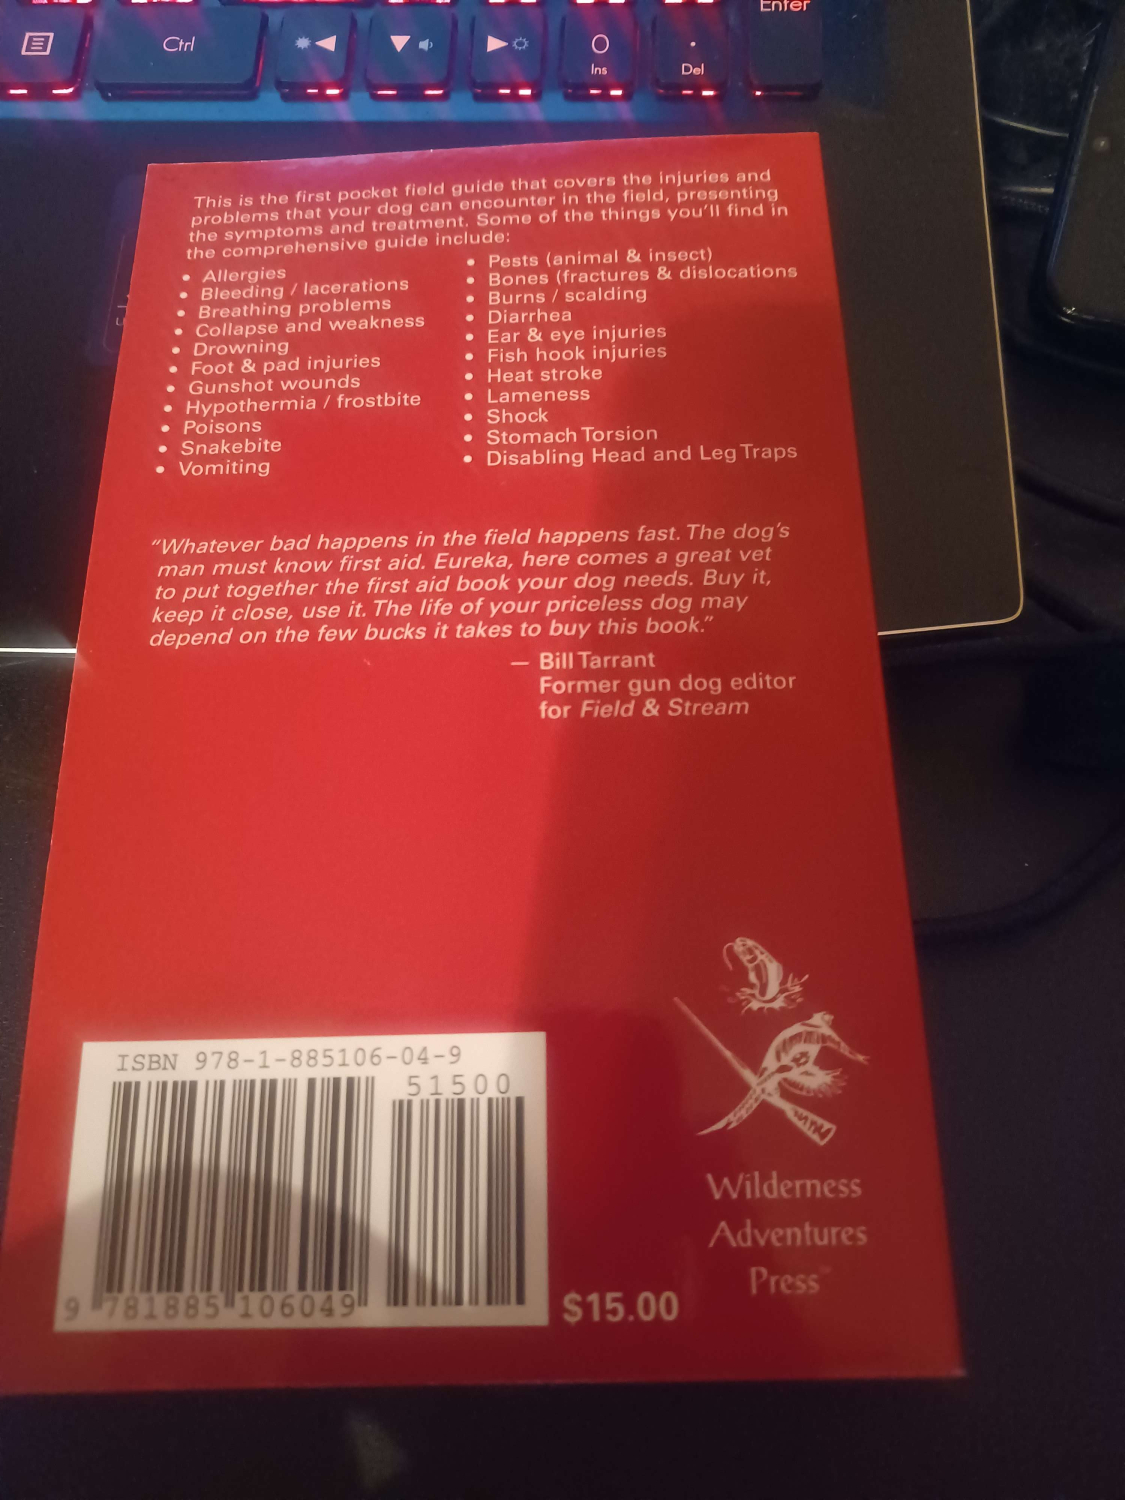 Enter
Ctrl
O
Ins
.
Del
This is the first pocket field guide that covers the injuries and
problems that your dog can encounter in the field, presenting
the symptoms and treatment. Some of the things you'll find in
the comprehensive guide include:
• Allergies
• Bleeding / lacerations
• Breathing problems
• Collapse and weakness
• Drowning
• Foot & pad injuries
• Gunshot wounds
• Hypothermia / frostbite
• Poisons
• Snakebite
• Vomiting
• Pests (animal & insect)
• Bones (fractures & dislocations
• Burns / scalding
• Diarrhea
• Ear & eye injuries
• Fish hook injuries
• Heat stroke
• Lameness
• Shock
• Stomach Torsion
• Disabling Head and Leg Traps
"Whatever bad happens in the field happens fast. The dog's
man must know first aid. Eureka, here comes a great vet
to put together the first aid book your dog needs. Buy it,
keep it close, use it. The life of your priceless dog may
depend on the few bucks it takes to buy this book."
— Bill Tarrant
Former gun dog editor
for Field & Stream
ISBN 978-1-885106-04-9
51500
9 781885 106049
$15.00
Wilderness
Adventures
Press™